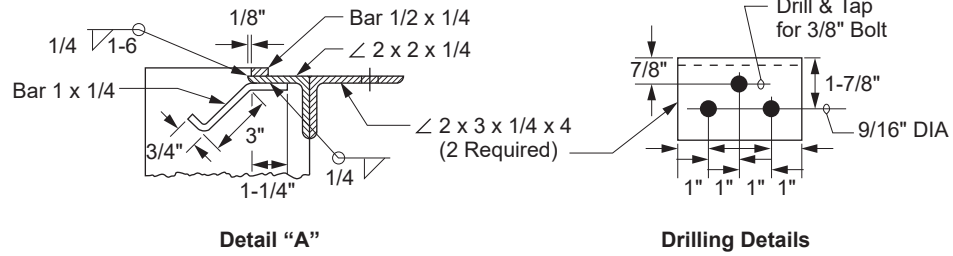 1/8"
Bar 1/2 x 1/4
1/4
1-6
∠ 2 x 2 x 1/4
Bar 1 x 1/4
3/4"
3"
∠ 2 x 3 x 1/4 x 4
(2 Required)
1/4
1-1/4"
Detail “A”
Drill & Tap
for 3/8" Bolt
7/8"
1-7/8"
9/16" DIA
1" 1" 1" 1"
Drilling Details